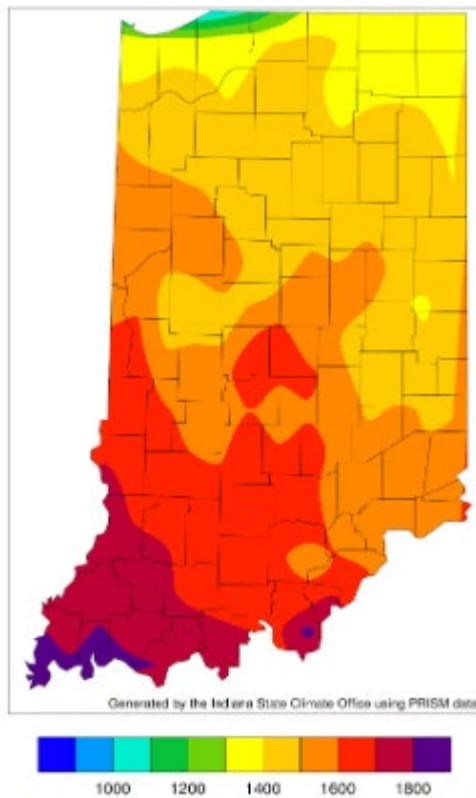 Generated by the Indiana State Climate Office using PRISM data
1000 1200 1400 1600 1800